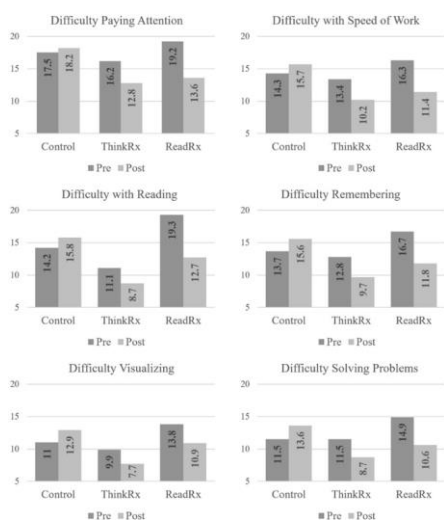 Difficulty Paying Attention
20
15
10
5
17.5 18.2 16.2 12.8 19.2 13.6
Control ThinkRx ReadRx
Pre Post
Difficulty with Speed of Work
20
15
10
5
14.3 15.7 13.4 10.2 16.3 11.4
Control ThinkRx ReadRx
Pre Post
Difficulty with Reading
20
15
10
5
14.2 15.8 11.1 8.7 19.3 12.7
Control ThinkRx ReadRx
Pre Post
Difficulty Remembering
20
15
10
5
13.7 15.6 12.8 9.7 16.7 11.8
Control ThinkRx ReadRx
Pre Post
Difficulty Visualizing
20
15
10
5
11 12.9 9.9 7.7 13.8 10.9
Control ThinkRx ReadRx
Pre Post
Difficulty Solving Problems
20
15
10
5
11.5 13.6 11.5 8.7 14.9 10.6
Control ThinkRx ReadRx
Pre Post